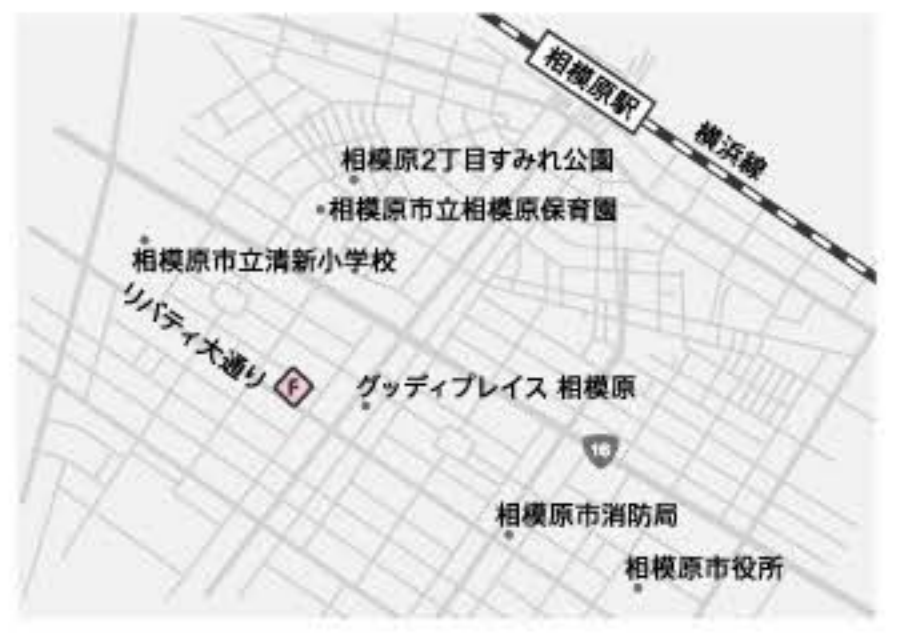 相模原駅
横浜線
相模原2丁目すみれ公園
相模原市立相模原保育園
相模原市立清新小学校
リバティ大通り
F
グッディプレイス 相模原
16
相模原市消防局
相模原市役所